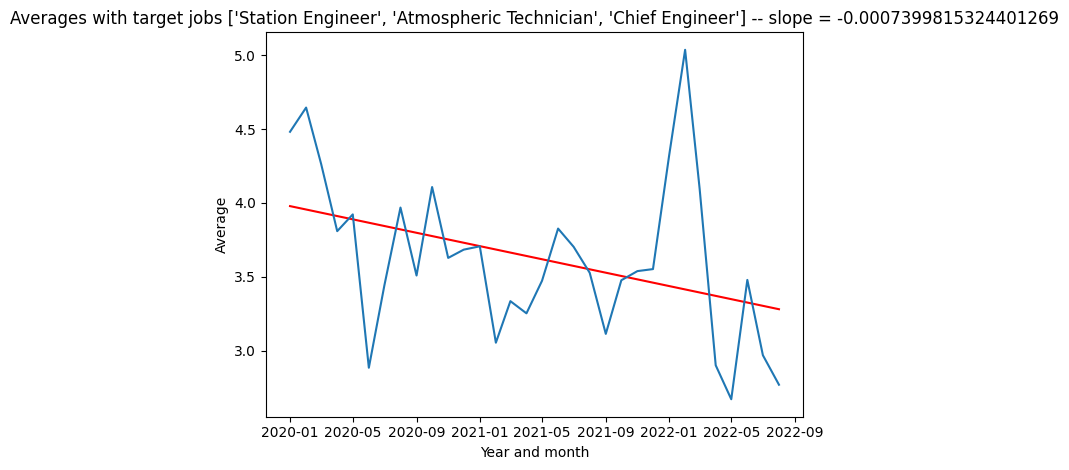 Averages with target jobs ['Station Engineer', 'Atmospheric Technician', 'Chief Engineer'] -- slope = -0.0007399815324401269
5.0
4.5
4.0
3.5
3.0
Average
2020-01 2020-05 2020-09 2021-01 2021-05 2021-09 2022-01 2022-05 2022-09
Year and month